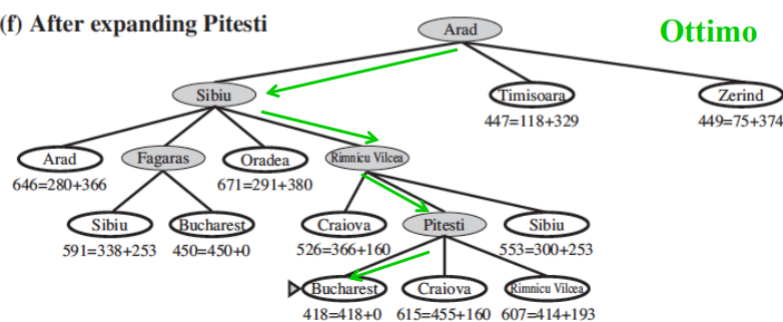 (f) After expanding Pitesti
Arad
Ottimo
Sibiu
Timisoara
Zerind
447=118+329
449=75+374
Arad
Fagaras
Oradea
Rimnicu Vilcea
646=280+366
671=291+380
Sibiu
Bucharest
Craiova
Pitesti
Sibiu
591=338+253
450=450+0
526=366+160
553=300+253
Bucharest
Craiova
Rimnicu Vilcea
418=418+0
615=455+160
607=414+193